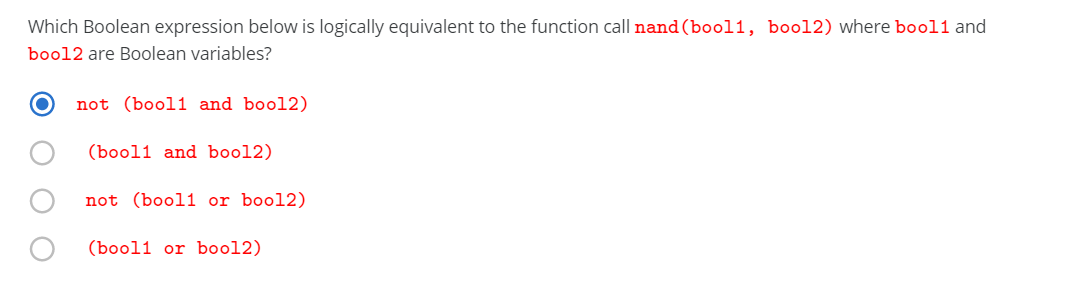 Which Boolean expression below is logically equivalent to the function call nand(bool1, bool2) where bool1 and
bool2 are Boolean variables?
not (bool1 and bool2)
(bool1 and bool2)
not (bool1 or bool2)
(bool1 or bool2)